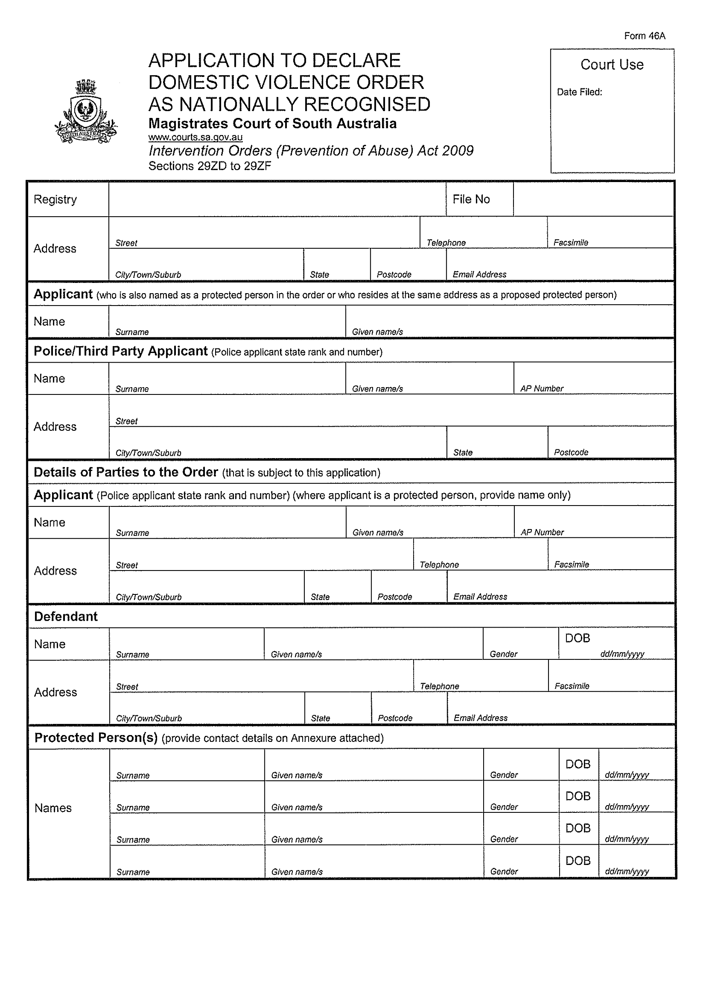 Form 46A
APPLICATION TO DECLARE
DOMESTIC VIOLENCE ORDER
AS NATIONALLY RECOGNISED
Magistrates Court of South Australia
www.courts.sa.gov.au
Intervention Orders (Prevention of Abuse) Act 2009
Sections 29ZD to 29ZF
Court Use
Date Filed:
SOUTH AUSTRALIA
Registry File No
Address
Street Telephone Facsimile
City/Town/Suburb State Postcode Email Address
Applicant (who is also named as a protected person in the order or who resides at the same address as a proposed protected person)
Name
Surname Given name/s
Police/Third Party Applicant (Police applicant state rank and number)
Name
Surname Given name/s AP Number
Address
Street
City/Town/Suburb State Postcode
Details of Parties to the Order (that is subject to this application)
Applicant (Police applicant state rank and number) (where applicant is a protected person, provide name only)
Name
Surname Given name/s AP Number
Address
Street Telephone Facsimile
City/Town/Suburb State Postcode Email Address
Defendant
Name DOB
Surname Given name/s Gender dd/mm/yyyy
Address
Street Telephone Facsimile
City/Town/Suburb State Postcode Email Address
Protected Person(s) (provide contact details on Annexure attached)
Names
DOB
Surname Given name/s Gender dd/mm/yyyy
DOB
Surname Given name/s Gender dd/mm/yyyy
DOB
Surname Given name/s Gender dd/mm/yyyy
DOB
Surname Given name/s Gender dd/mm/yyyy